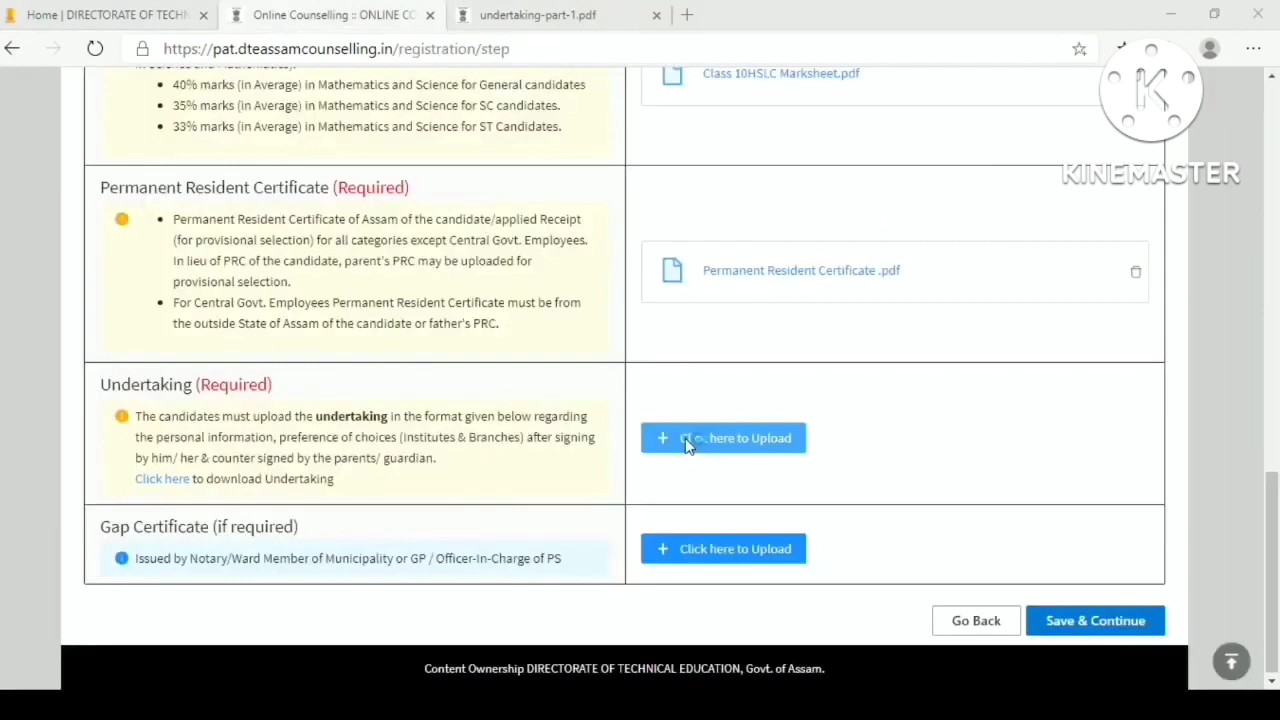 Home | DIRECTORATE OF TECHN
Online Counselling :: ONLINE CO
undertaking-part-1.pdf
https://pat.dteassamcounselling.in/registration/step
• 40% marks (in Average) in Mathematics and Science for General candidates
• 35% marks (in Average) in Mathematics and Science for SC candidates.
• 33% marks (in Average) in Mathematics and Science for ST Candidates.
Class 10HSLC Marksheet.pdf
K
KINEMASTER
Permanent Resident Certificate (Required)
• Permanent Resident Certificate of Assam of the candidate/applied Receipt
(for provisional selection) for all categories except Central Govt. Employees.
In lieu of PRC of the candidate, parent's PRC may be uploaded for
provisional selection.
• For Central Govt. Employees Permanent Resident Certificate must be from
the outside State of Assam of the candidate or father's PRC.
Permanent Resident Certificate .pdf
Undertaking (Required)
The candidates must upload the undertaking in the format given below regarding
the personal information, preference of choices (Institutes & Branches) after signing
by him/ her & counter signed by the parents/ guardian.
Click here to download Undertaking
+ Click here to Upload
Gap Certificate (if required)
Issued by Notary/Ward Member of Municipality or GP / Officer-In-Charge of PS
+ Click here to Upload
Go Back
Save & Continue
Content Ownership DIRECTORATE OF TECHNICAL EDUCATION, Govt. of Assam.